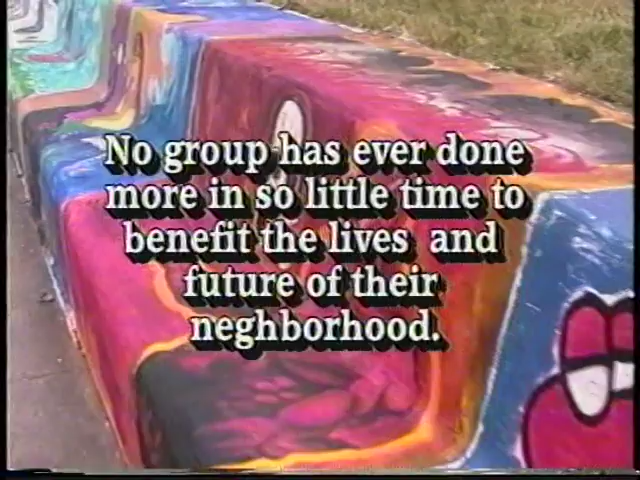 No group has ever done
more in so little time to
benefit the lives and
future of their
neghborhood.